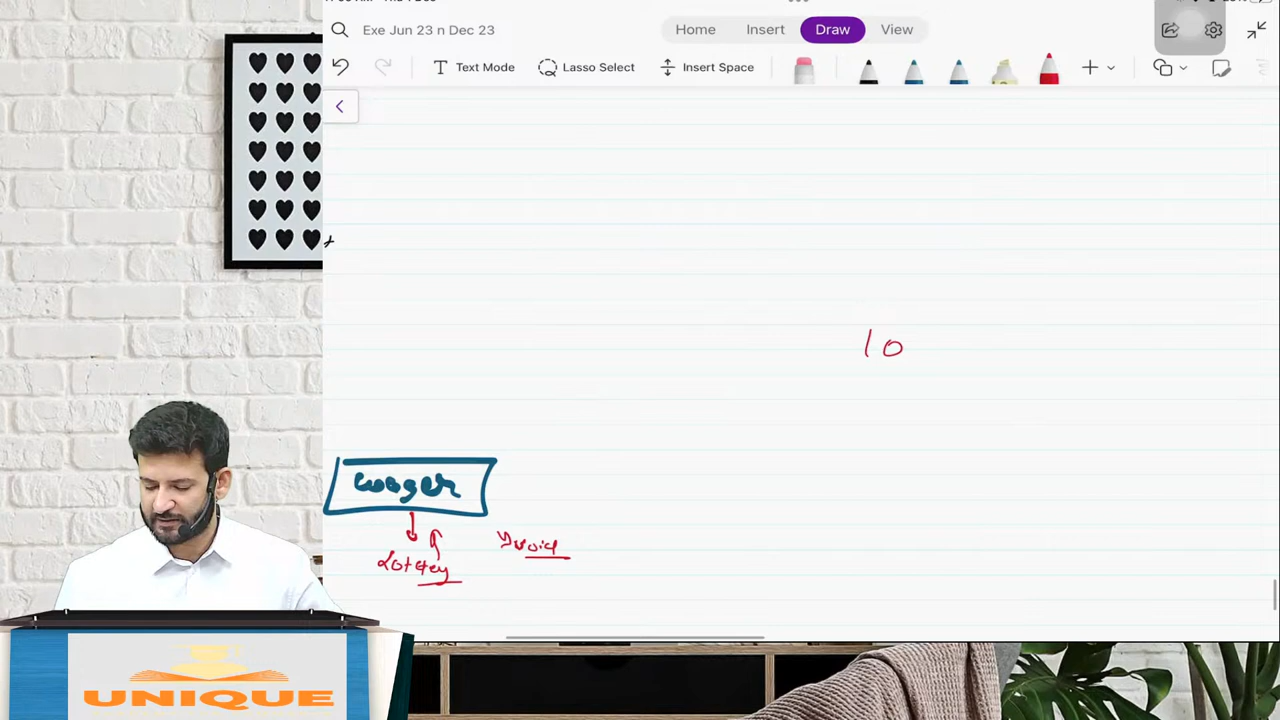 Exe Jun 23 n Dec 23
Home Insert Draw View
Text Mode Lasso Select Insert Space
10
wager
Lottery
void
UNIQUE